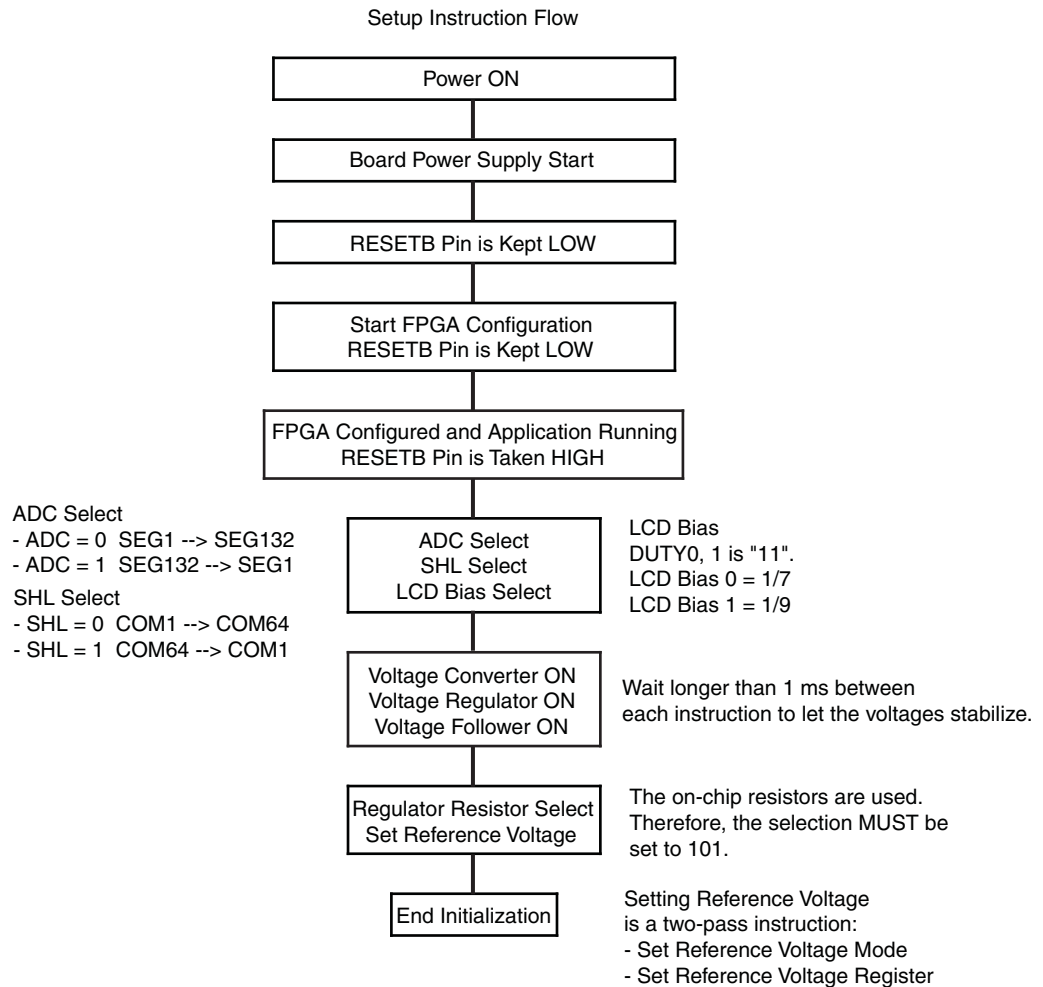 Setup Instruction Flow
Power ON
Board Power Supply Start
RESETB Pin is Kept LOW
Start FPGA Configuration
RESETB Pin is Kept LOW
FPGA Configured and Application Running
RESETB Pin is Taken HIGH
ADC Select
- ADC = 0  SEG1 --> SEG132
- ADC = 1  SEG132 --> SEG1
SHL Select
- SHL = 0  COM1 --> COM64
- SHL = 1  COM64 --> COM1
ADC Select
SHL Select
LCD Bias Select
LCD Bias
DUTY0, 1 is "11".
LCD Bias 0 = 1/7
LCD Bias 1 = 1/9
Voltage Converter ON
Voltage Regulator ON
Voltage Follower ON
Wait longer than 1 ms between
each instruction to let the voltages stabilize.
Regulator Resistor Select
Set Reference Voltage
The on-chip resistors are used.
Therefore, the selection MUST be
set to 101.
End Initialization
Setting Reference Voltage
is a two-pass instruction:
- Set Reference Voltage Mode
- Set Reference Voltage Register